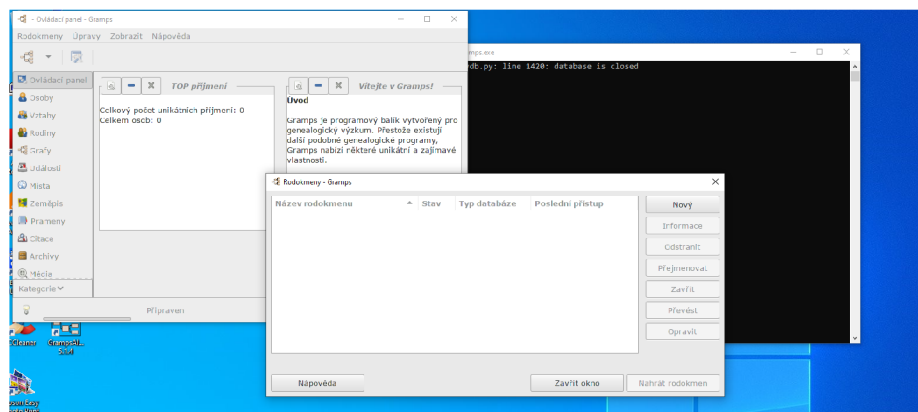 - Ovládací panel - Gramps
Rodokmeny Úpravy Zobrazit Nápověda
Ovládací panel
Osoby
Vztahy
Rodiny
Grafy
Události
Místa
Zeměpis
Prameny
Citace
Archivy
Média
Kategorie
TOP příjmení
Celkový počet unikátních příjmení: 0
Celkem osob: 0
Vítejte v Gramps!
Úvod
Gramps je programový balík vytvořený pro
genealogický výzkum. Přestože existují
další podobné genealogické programy,
Gramps nabízí některé unikátní a zajímavé
vlastnosti.
Připraven
mps.exe
db.py: line 1420: database is closed
Rodokmeny - Gramps
Název rodokmenu Stav Typ databáze Poslední přístup
Nový
Informace
Odstranit
Přejmenovat
Zavřít
Převést
Opravit
Nápověda
Zavřít okno
Nahrát rodokmen
CCleaner
GrampsAI...